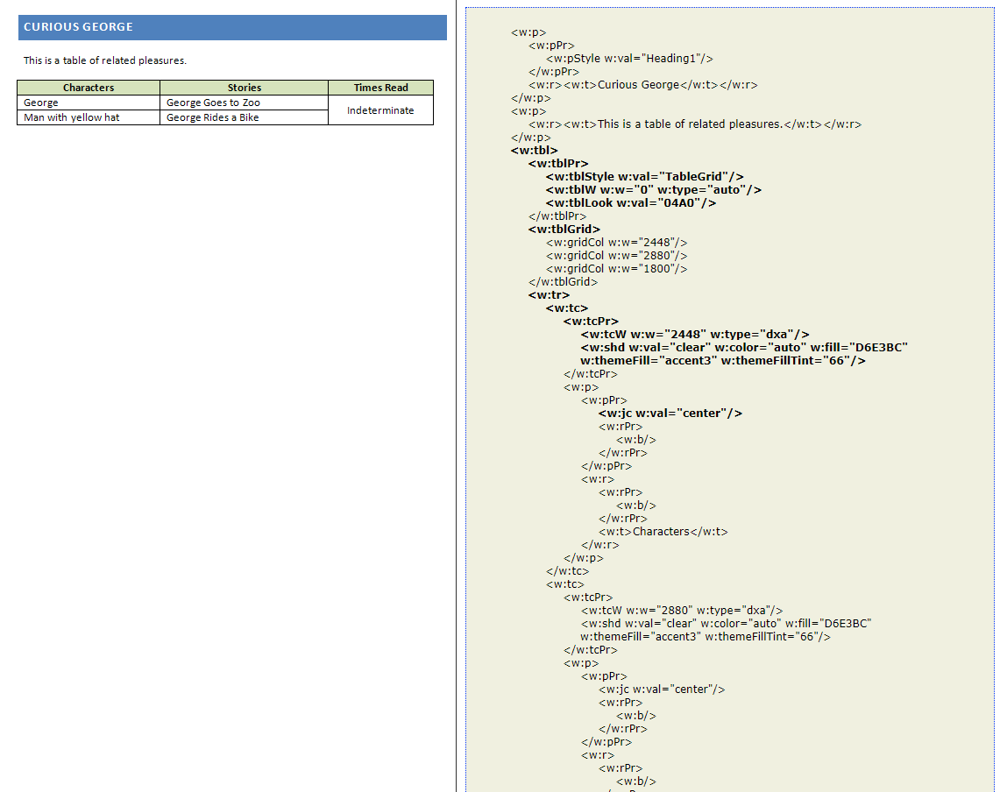 CURIOUS GEORGE
This is a table of related pleasures.
Characters Stories Times Read
George George Goes to Zoo Indeterminate
Man with yellow hat George Rides a Bike
<w:p>
<w:pPr>
<w:pStyle w:val="Heading1"/>
</w:pPr>
<w:r><w:t>Curious George</w:t></w:r>
</w:p>
<w:p>
<w:r><w:t>This is a table of related pleasures.</w:t></w:r>
</w:p>
<w:tbl>
<w:tblPr>
<w:tblStyle w:val="TableGrid"/>
<w:tblW w:w="0" w:type="auto"/>
<w:tblLook w:val="04A0"/>
</w:tblPr>
<w:tblGrid>
<w:gridCol w:w="2448"/>
<w:gridCol w:w="2880"/>
<w:gridCol w:w="1800"/>
</w:tblGrid>
<w:tr>
<w:tc>
<w:tcPr>
<w:tcW w:w="2448" w:type="dxa"/>
<w:shd w:val="clear" w:color="auto" w:fill="D6E3BC"
w:themeFill="accent3" w:themeFillTint="66"/>
</w:tcPr>
<w:p>
<w:pPr>
<w:jc w:val="center"/>
<w:rPr>
<w:b/>
</w:rPr>
</w:pPr>
<w:r>
<w:rPr>
<w:b/>
</w:rPr>
<w:t>Characters</w:t>
</w:r>
</w:p>
</w:tc>
<w:tc>
<w:tcPr>
<w:tcW w:w="2880" w:type="dxa"/>
<w:shd w:val="clear" w:color="auto" w:fill="D6E3BC"
w:themeFill="accent3" w:themeFillTint="66"/>
</w:tcPr>
<w:p>
<w:pPr>
<w:jc w:val="center"/>
<w:rPr>
<w:b/>
</w:rPr>
</w:pPr>
<w:r>
<w:rPr>
<w:b/>